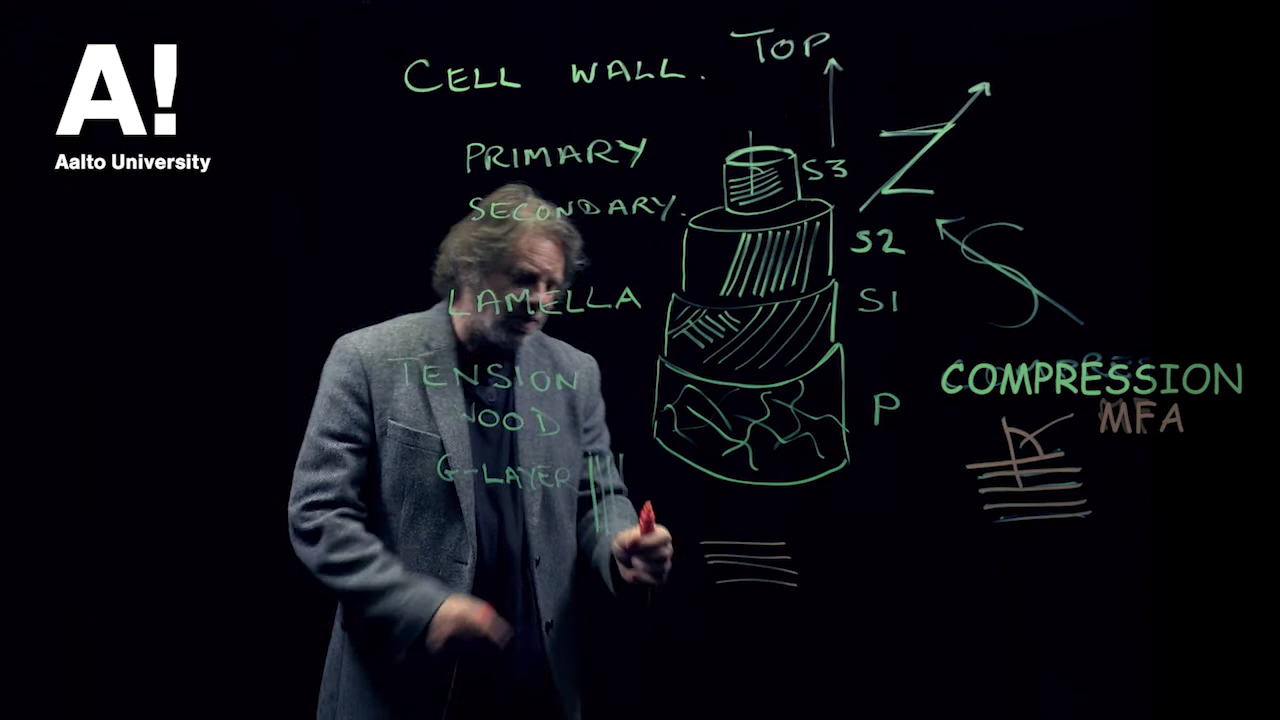 A!
Aalto University
CELL WALL.
TOP
PRIMARY
SECONDARY.
LAMELLA
TENSION
WOOD
G-LAYER
S3
S2
S1
P
Z
S
COMPRESSION
MFA